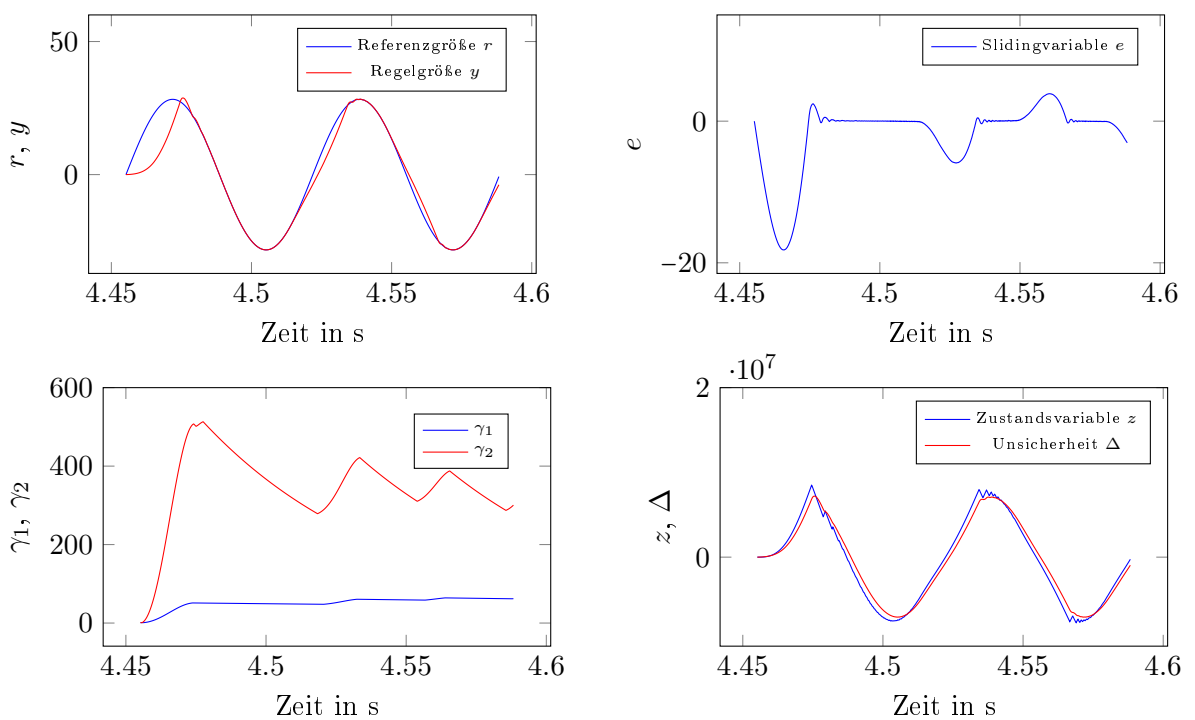 50
0
r, y
Referenzgröße r
Regelgröße y
4.45 4.5 4.55 4.6
Zeit in s
0
−20
e
Slidingvariable e
4.45 4.5 4.55 4.6
Zeit in s
600
400
200
0
γ1, γ2
γ1
γ2
4.45 4.5 4.55 4.6
Zeit in s
·10^7
2
0
z, Δ
Zustandsvariable z
Unsicherheit Δ
4.45 4.5 4.55 4.6
Zeit in s